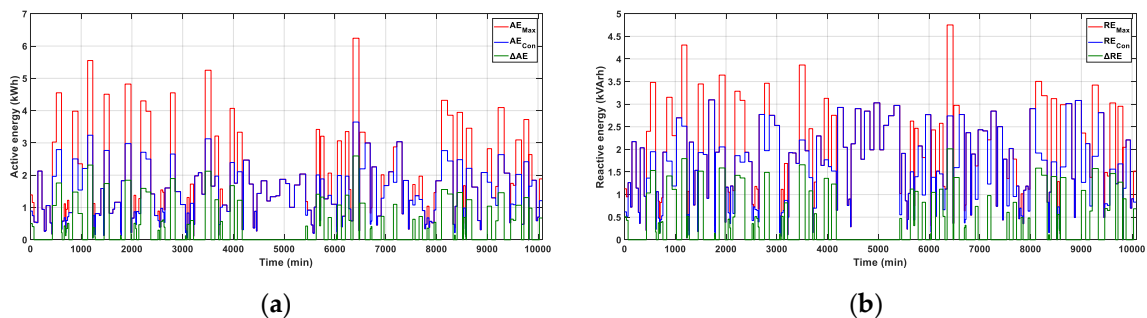 7
6
5
4
3
2
1
0
Active energy (kWh)
AE_Max
AE_Con
ΔAE
0 1000 2000 3000 4000 5000 6000 7000 8000 9000 10000
Time (min)
(a)
5
4.5
4
3.5
3
2.5
2
1.5
1
0.5
0
Reactive energy (kVArh)
RE_Max
RE_Con
ΔRE
0 1000 2000 3000 4000 5000 6000 7000 8000 9000 10000
Time (min)
(b)